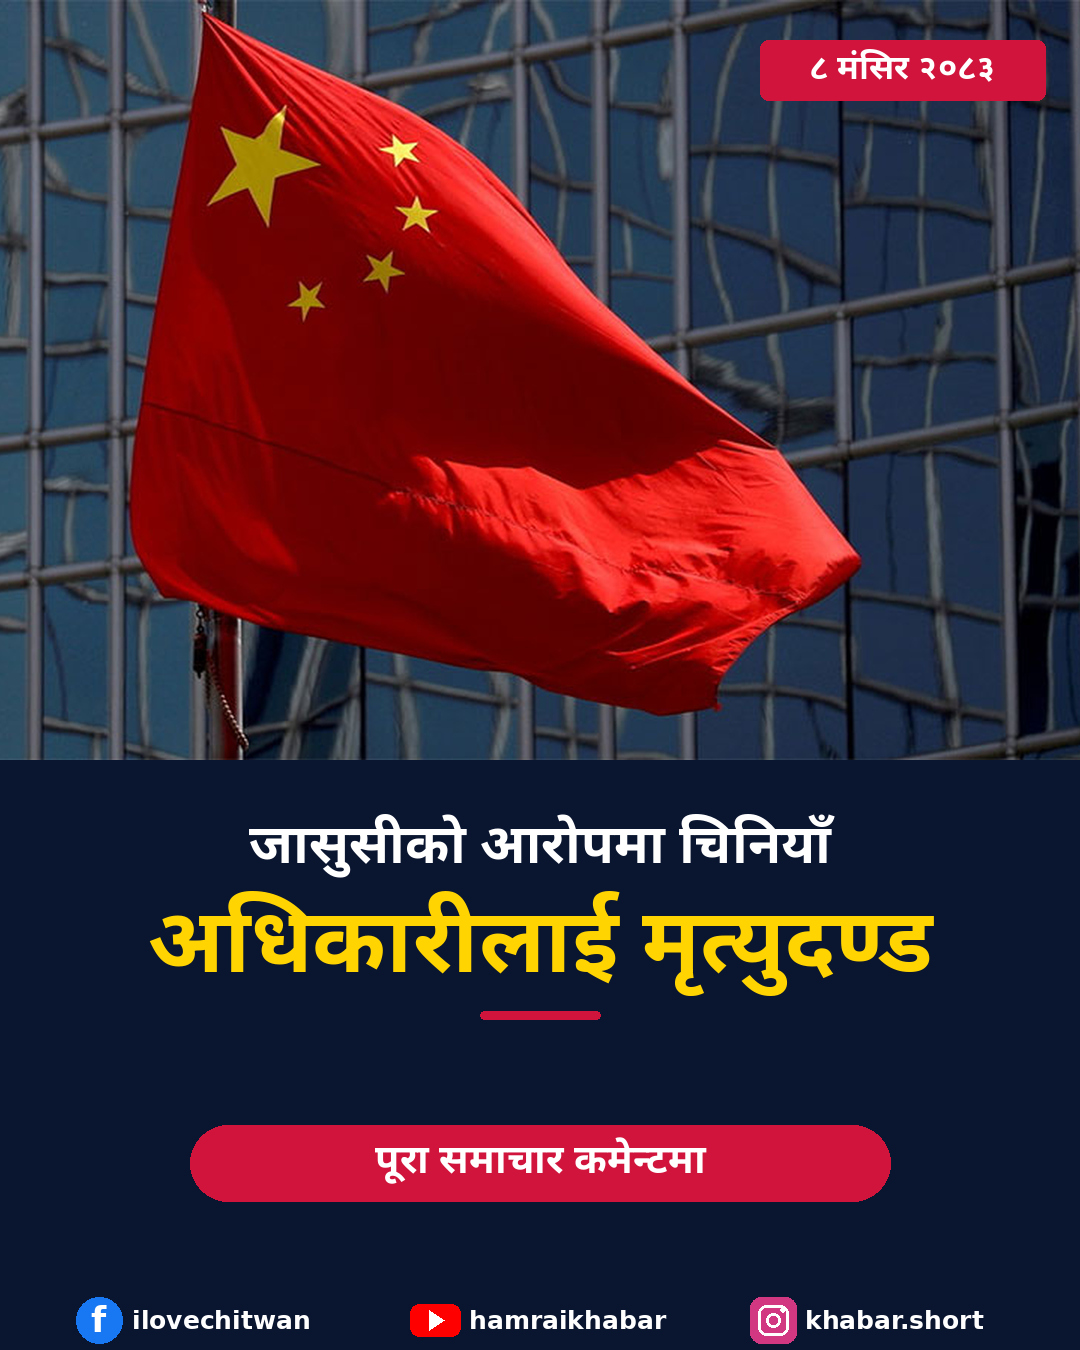 ८ मंसिर २०८३
जासुसीको आरोपमा चिनियाँ
अधिकारीलाई मृत्युदण्ड
पूरा समाचार कमेन्टमा
f ilovechitwan
hamraikhabar
khabar.short